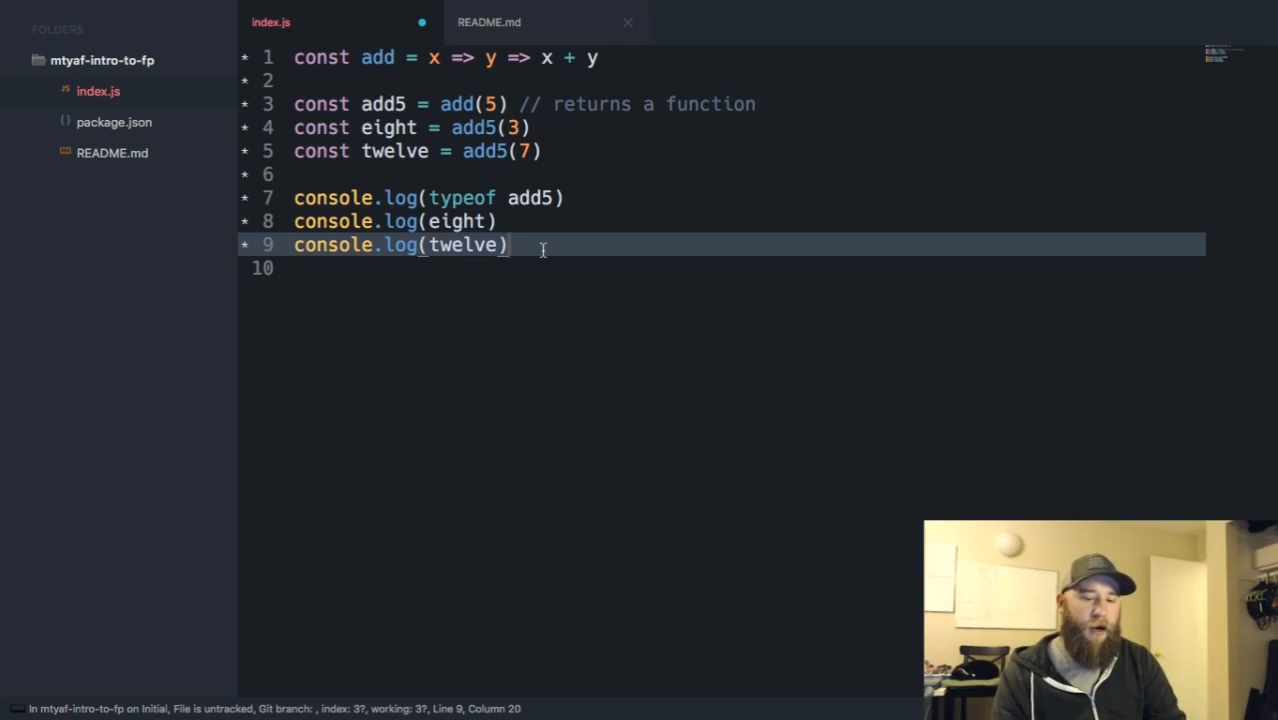 FOLDERS
mtyaf-intro-to-fp
JS index.js
{} package.json
README.md
index.js
README.md
* 1 const add = x => y => x + y
* 2
* 3 const add5 = add(5) // returns a function
* 4 const eight = add5(3)
* 5 const twelve = add5(7)
* 6
* 7 console.log(typeof add5)
* 8 console.log(eight)
* 9 console.log(twelve)
10
In mtyaf-intro-to-fp on Initial, File is untracked, Git branch: , index: 3?, working: 3?, Line 9, Column 20